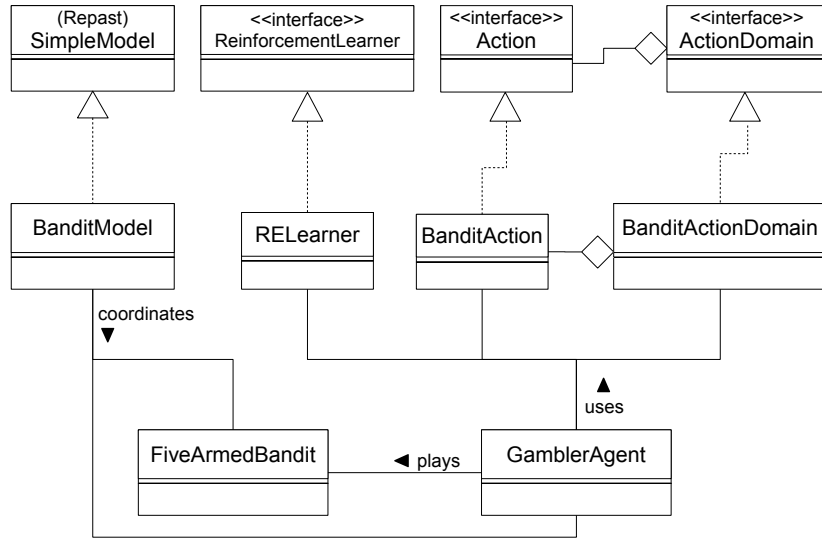 (Repast)
SimpleModel
<<interface>>
ReinforcementLearner
<<interface>>
Action
<<interface>>
ActionDomain
BanditModel
RELearner
BanditAction
BanditActionDomain
coordinates
uses
FiveArmedBandit
plays
GamblerAgent